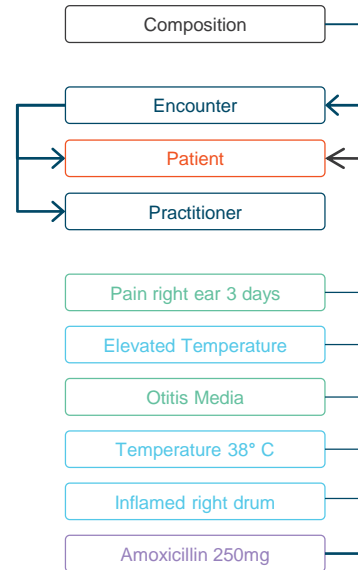 Composition
Encounter
Patient
Practitioner
Pain right ear 3 days
Elevated Temperature
Otitis Media
Temperature 38° C
Inflamed right drum
Amoxicillin 250mg